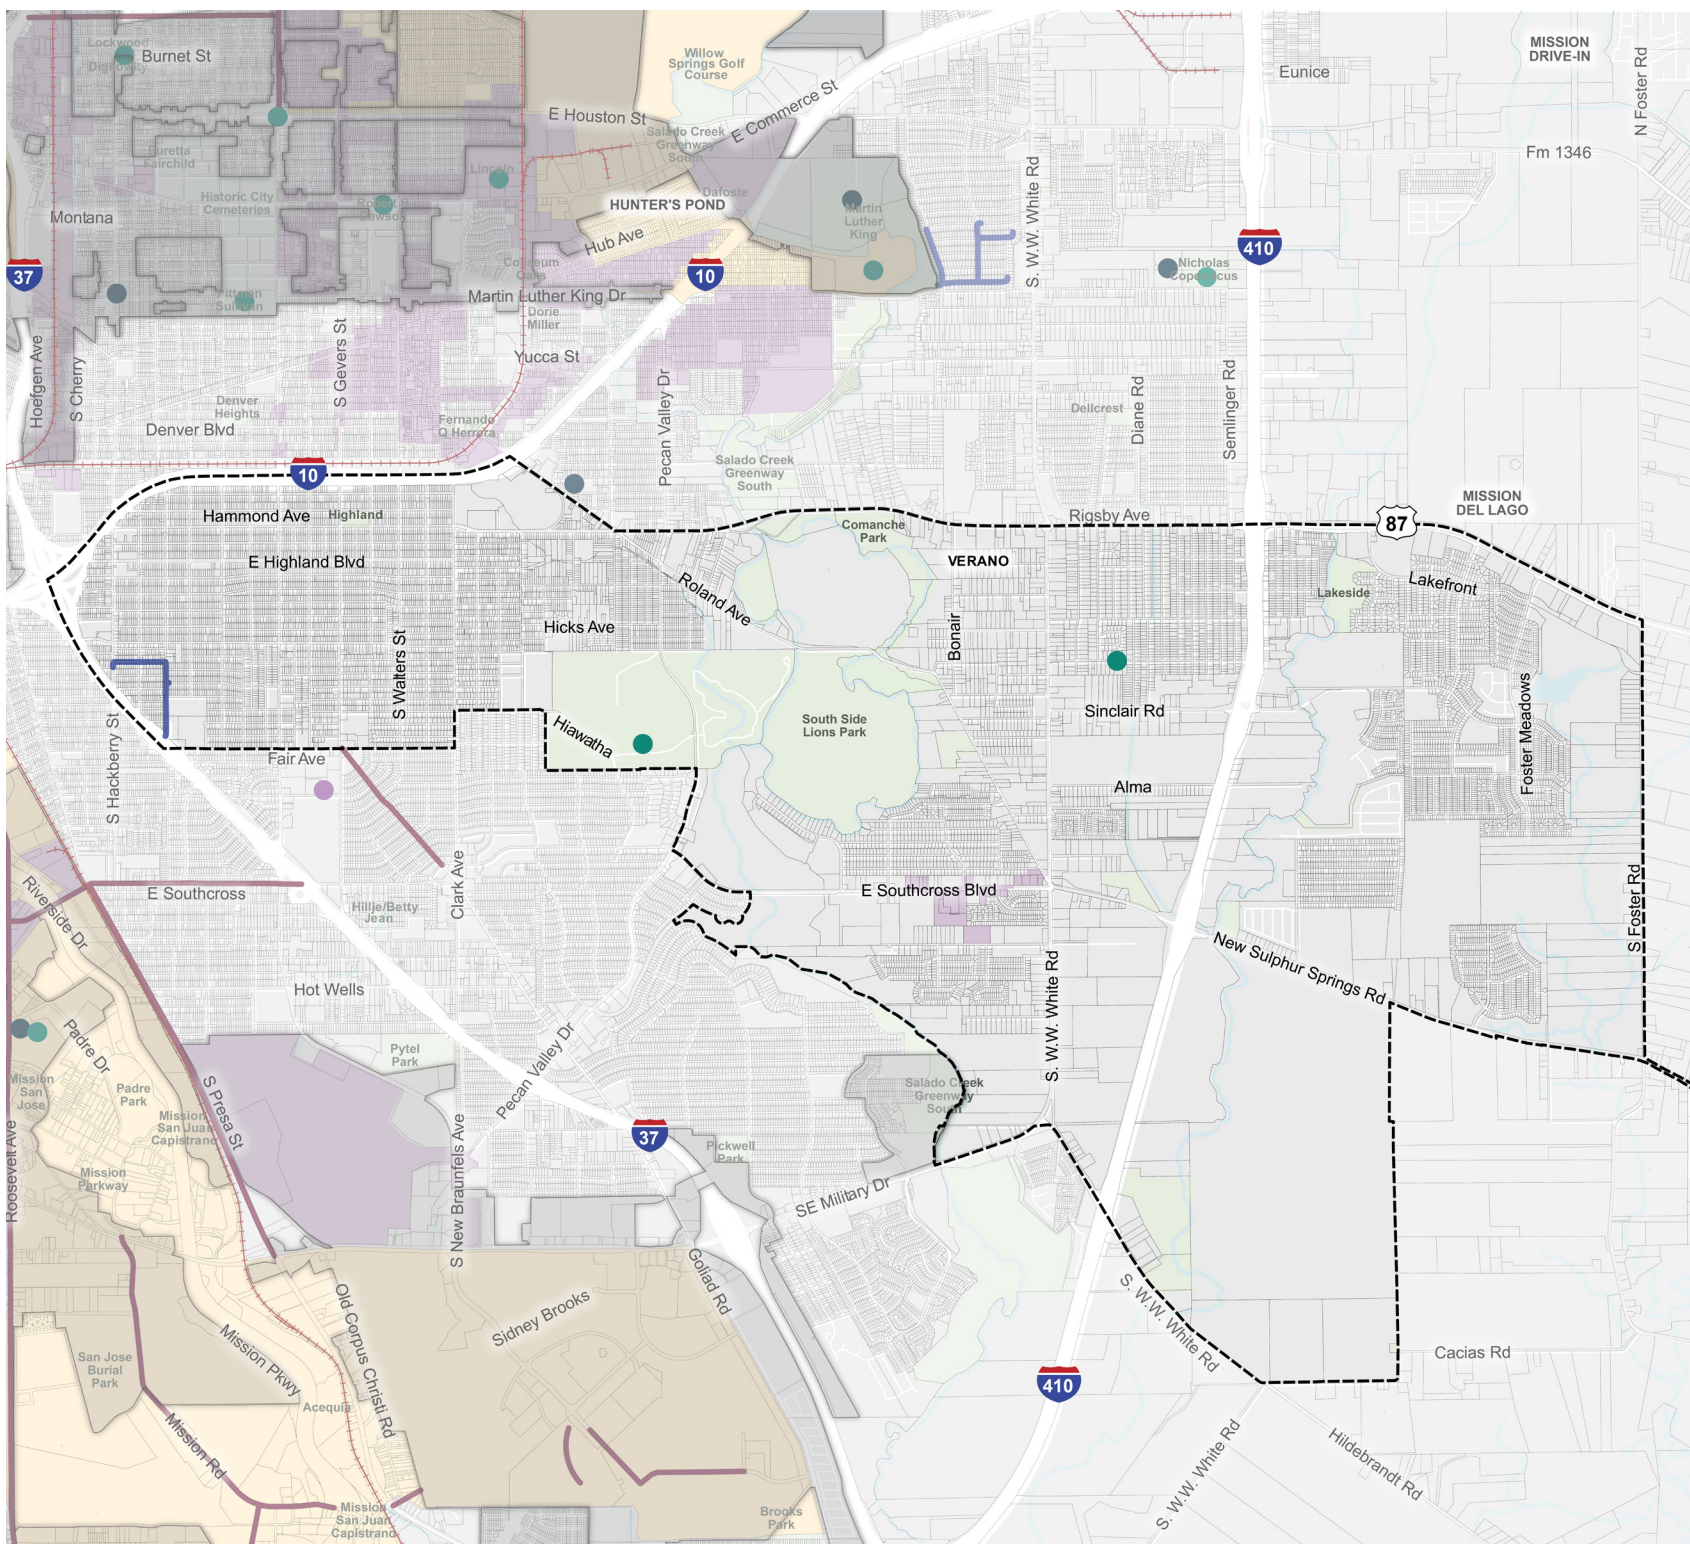 Lockwood
Dignowity
Burnet St
Willow
Springs Golf
Course
Eunice
MISSION
DRIVE-IN
N Foster Rd
E Houston St
E Commerce St
Salado Creek
Greenway
South
Fm 1346
Buretta
Fairchild
Lincoln
Historic City
Cemeteries
Dafoste
HUNTER'S POND
Martin
Luther
King
S. W.W. White Rd
Montana
Hub Ave
37
10
410
Nicholas
Copernicus
Coliseum
Oaks
Pittman
Sullivan
Martin Luther King Dr
Dorie
Miller
Yucca St
Hoefgen Ave
S Cherry
S Gevers St
Pecan Valley Dr
Semlinger Rd
Diane Rd
Dellcrest
Denver
Heights
Denver Blvd
Fernando
Q Herrera
Salado Creek
Greenway
South
10
Hammond Ave
Highland
Rigsby Ave
MISSION
DEL LAGO
87
Comanche
Park
E Highland Blvd
VERANO
Roland Ave
Lakefront
Lakeside
Hicks Ave
Bonair
S Walters St
S Hackberry St
Hiawatha
South Side
Lions Park
Sinclair Rd
Foster Meadows
Fair Ave
Alma
Clark Ave
E Southcross
E Southcross Blvd
Hillje/Betty
Jean
Riverside Dr
S Foster Rd
New Sulphur Springs Rd
Hot Wells
S. W.W. White Rd
Padre Dr
Pytel
Park
Pecan Valley Dr
Mission
San
Jose
Padre
Park
Mission
San Juan
Capistrano
S Presa St
Salado Creek
Greenway
South
37
Pickwell
Park
Roosevelt Ave
Mission
Parkway
S New Braunfels Ave
SE Military Dr
Goliad Rd
Old Corpus Christi Rd
Sidney Brooks
S. W.W. White Rd
Mission Pkwy
San Jose
Burial
Park
Cacias Rd
410
Acequia
Mission Rd
S. W.W. White Rd
Hildebrandt Rd
Mission
San Juan
Capistrano
Brooks
Park